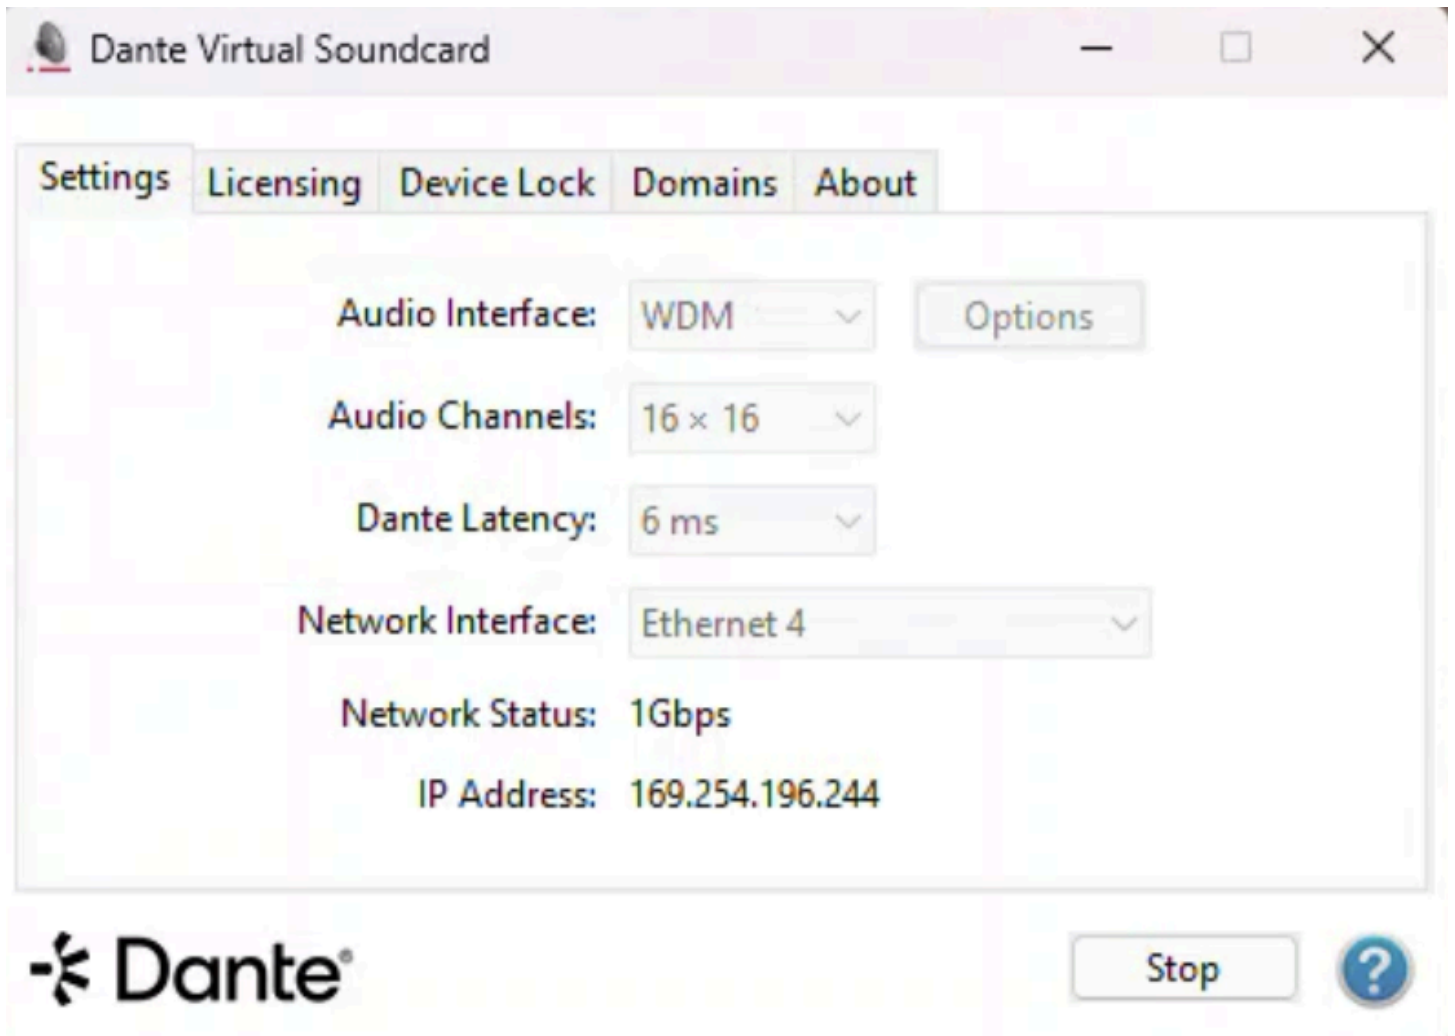 Dante Virtual Soundcard
Settings Licensing Device Lock Domains About
Audio Interface: WDM Options
Audio Channels: 16 × 16
Dante Latency: 6 ms
Network Interface: Ethernet 4
Network Status: 1Gbps
IP Address: 169.254.196.244
Dante® Stop ?